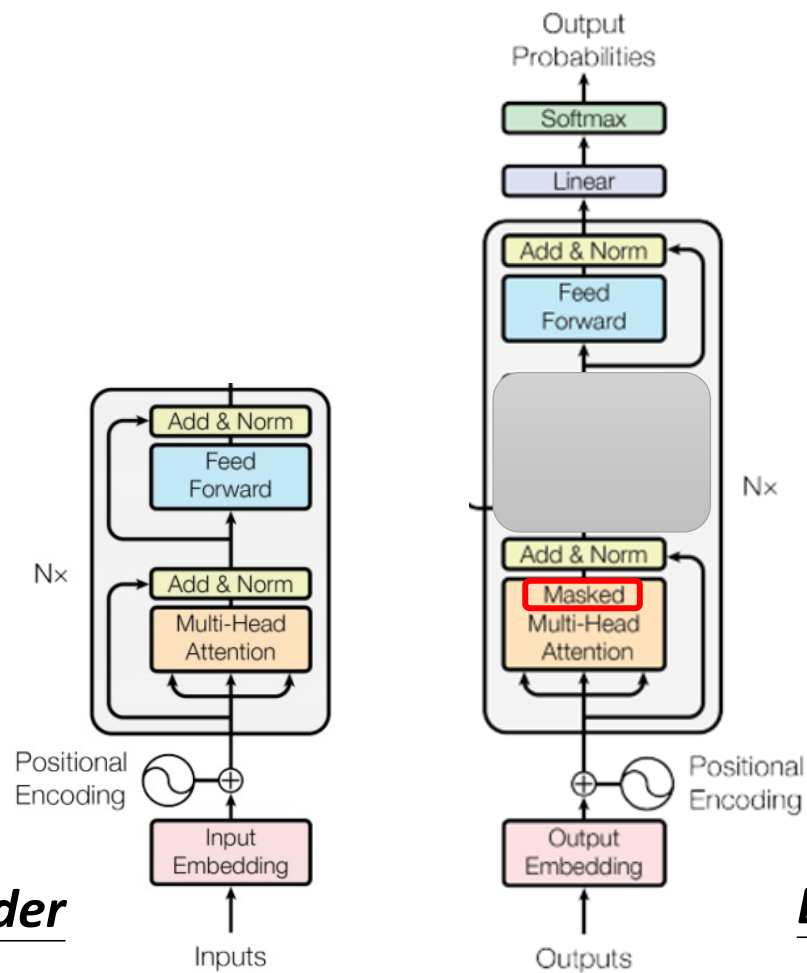 Output
Probabilities
Softmax
Linear
Add & Norm
Feed
Forward
Nx
Add & Norm
Masked
Multi-Head
Attention
Positional
Encoding
Output
Embedding
Outputs
Add & Norm
Feed
Forward
Nx
Add & Norm
Multi-Head
Attention
Positional
Encoding
Input
Embedding
Inputs
der